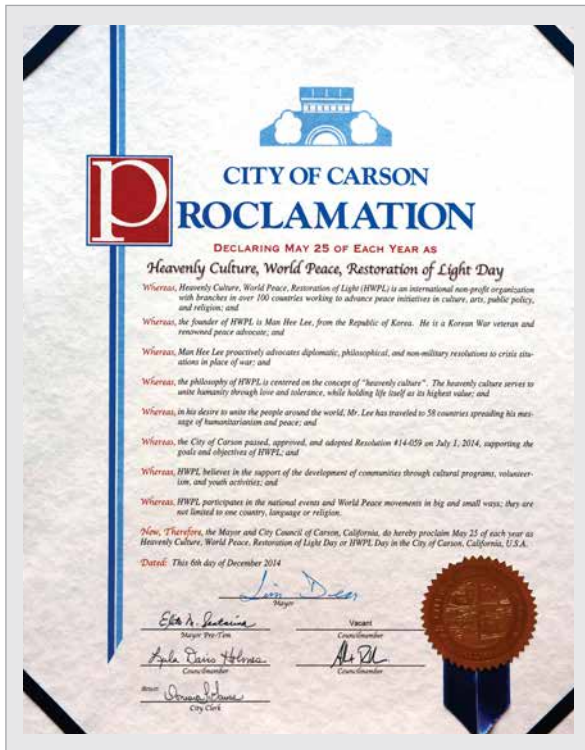 CITY OF CARSON
PROCLAMATION
DECLARING MAY 25 OF EACH YEAR AS
Heavenly Culture, World Peace, Restoration of Light Day
Whereas, Heavenly Culture, World Peace, Restoration of Light (HWPL) is an international non-profit organization
with branches in over 100 countries working to advance peace initiatives in culture, arts, public policy,
and religion; and
Whereas, the founder of HWPL is Man Hee Lee, from the Republic of Korea. He is a Korean War veteran and
renowned peace advocate; and
Whereas, Man Hee Lee proactively advocates diplomatic, philosophical, and non-military resolutions to crisis situ-
ations in place of war; and
Whereas, the philosophy of HWPL is centered on the concept of "heavenly culture". The heavenly culture serves to
unite humanity through love and tolerance, while holding life itself as its highest value; and
Whereas, in his desire to unite the people around the world, Mr. Lee has traveled to 58 countries spreading his mes-
sage of humanitarianism and peace; and
Whereas, the City of Carson passed, approved, and adopted Resolution #14-059 on July 1, 2014, supporting the
goals and objectives of HWPL; and
Whereas, HWPL believes in the support of the development of communities through cultural programs, volunteer-
ism, and youth activities; and
Whereas, HWPL participates in the national events and World Peace movements in big and small ways; they are
not limited to one country, language or religion.
Now, Therefore, the Mayor and City Council of Carson, California, do hereby proclaim May 25 of each year as
Heavenly Culture, World Peace, Restoration of Light Day or HWPL Day in the City of Carson, California, U.S.A.
Dated: This 6th day of December 2014
Jim Dear
Mayor
Vacant
Mayor Pro-Tem
Councilmember
Lula Davis Holmes
Councilmember
Councilmember
City Clerk